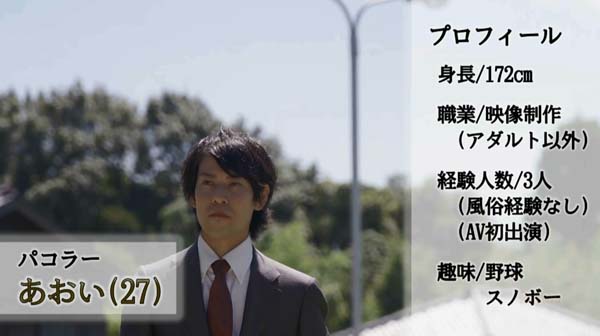 プロフィール
身長/172cm
職業/映像制作
(アダルト以外)
経験人数/3人
(風俗経験なし)
(AV初出演)
趣味/野球
スノボー
パコラー
あおい(27)